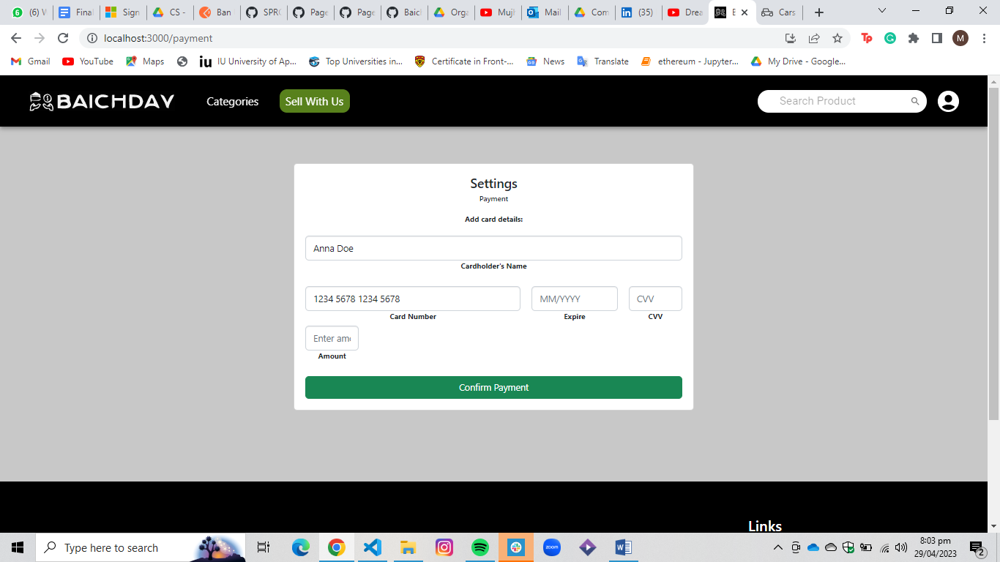 (6) W Final Sign CS - Ban SPRO Page Page Baich Orga Mail Com (35) Drea Cars
localhost:3000/payment
M
Gmail YouTube Maps IU University of Ap... Top Universities in... Certificate in Front-... News Translate ethereum - Jupyter... My Drive - Google...
BAICHDAY Categories Sell With Us Search Product
Settings
Payment
Add card details:
Anna Doe
Cardholder's Name
1234 5678 1234 5678 MM/YYYY CVV
Card Number Expire CVV
Enter amo
Amount
Confirm Payment
Links
Type here to search
zoom
8:03 pm
29/04/2023
2